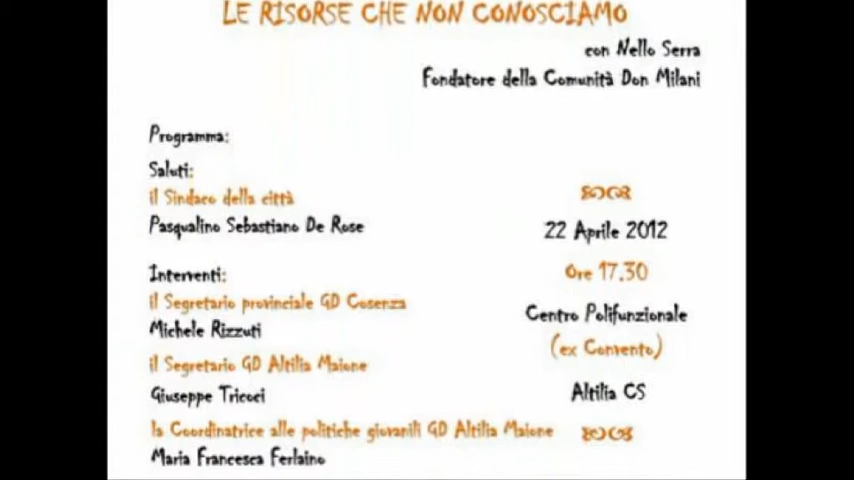 LE RISORSE CHE NON CONOSCIAMO
con Nello Serra
Fondatore della Comunità Don Milani
Programma:
Saluti:
il Sindaco della città
Pasqualino Sebastiano De Rose
Interventi:
il Segretario provinciale GD Cosenza
Michele Rizzuti
il Segretario GD Altilia Maione
Giuseppe Tricoci
la Coordinatrice alle politiche giovanili GD Altilia Maione
Maria Francesca Ferlaino
22 Aprile 2012
Ore 17.30
Centro Polifunzionale
(ex Convento)
Altilia CS